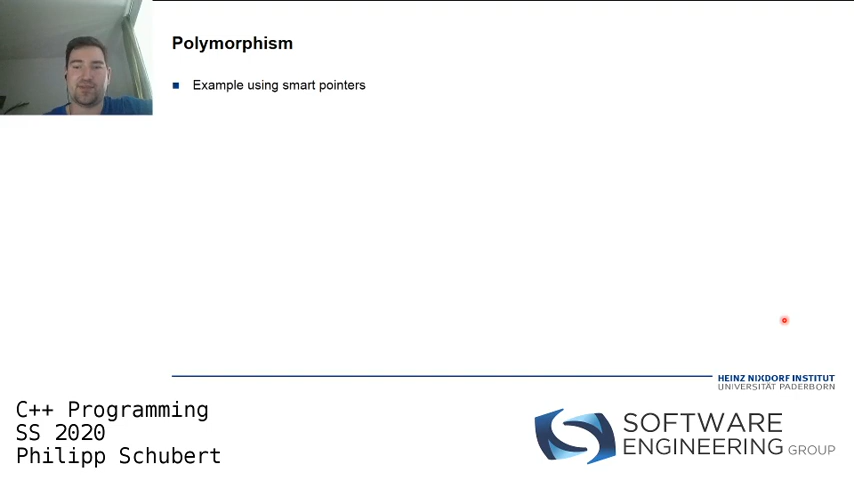 Polymorphism
Example using smart pointers
HEINZ NIXDORF INSTITUT
UNIVERSITÄT PADERBORN
C++ Programming
SS 2020
Philipp Schubert
SOFTWARE
ENGINEERING GROUP